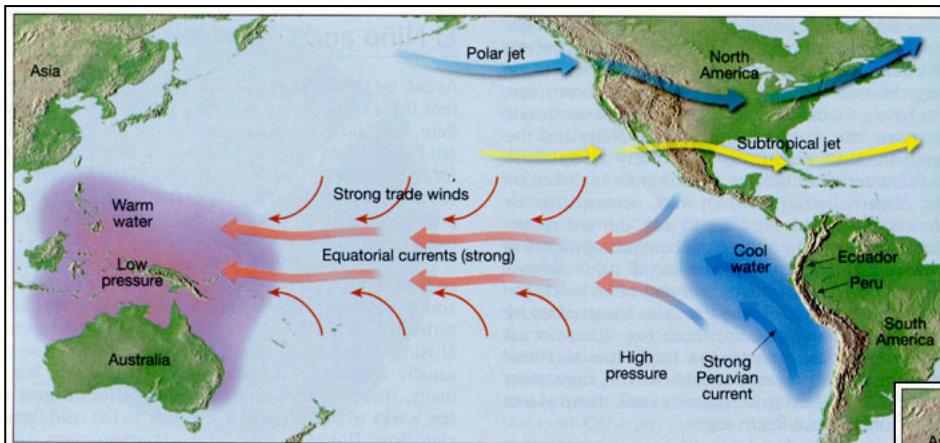 Asia
Polar jet
North
America
Subtropical jet
Strong trade winds
Warm
water
Equatorial currents (strong)
Low
pressure
Cool
water
Ecuador
Peru
South
America
Australia
High
pressure
Strong
Peruvian
current